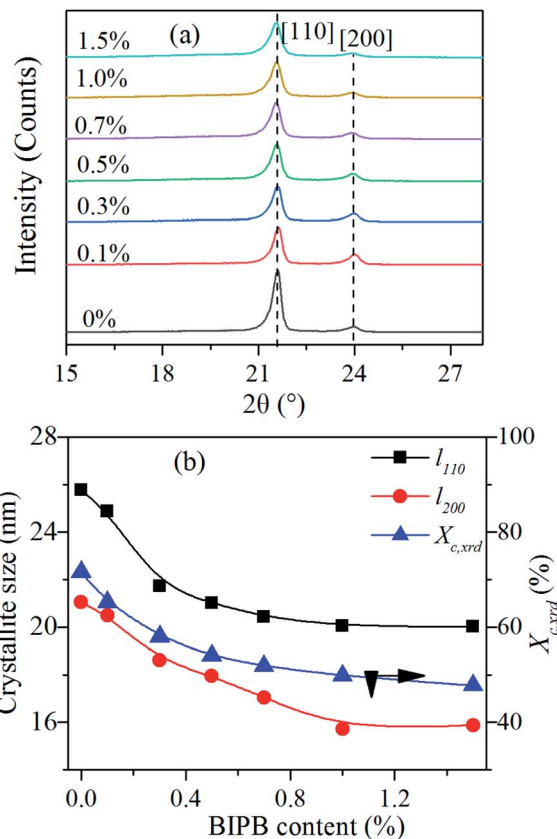 (a)
[110]
[200]
1.5%
1.0%
0.7%
0.5%
0.3%
0.1%
0%
Intensity (Counts)
15 18 21 24 27
2θ (°)
(b)
28
24
20
16
Crystallite size (nm)
l110
l200
Xc,xrd
100
80
60
40
Xc,xrd (%)
0.0 0.4 0.8 1.2
BIPB content (%)